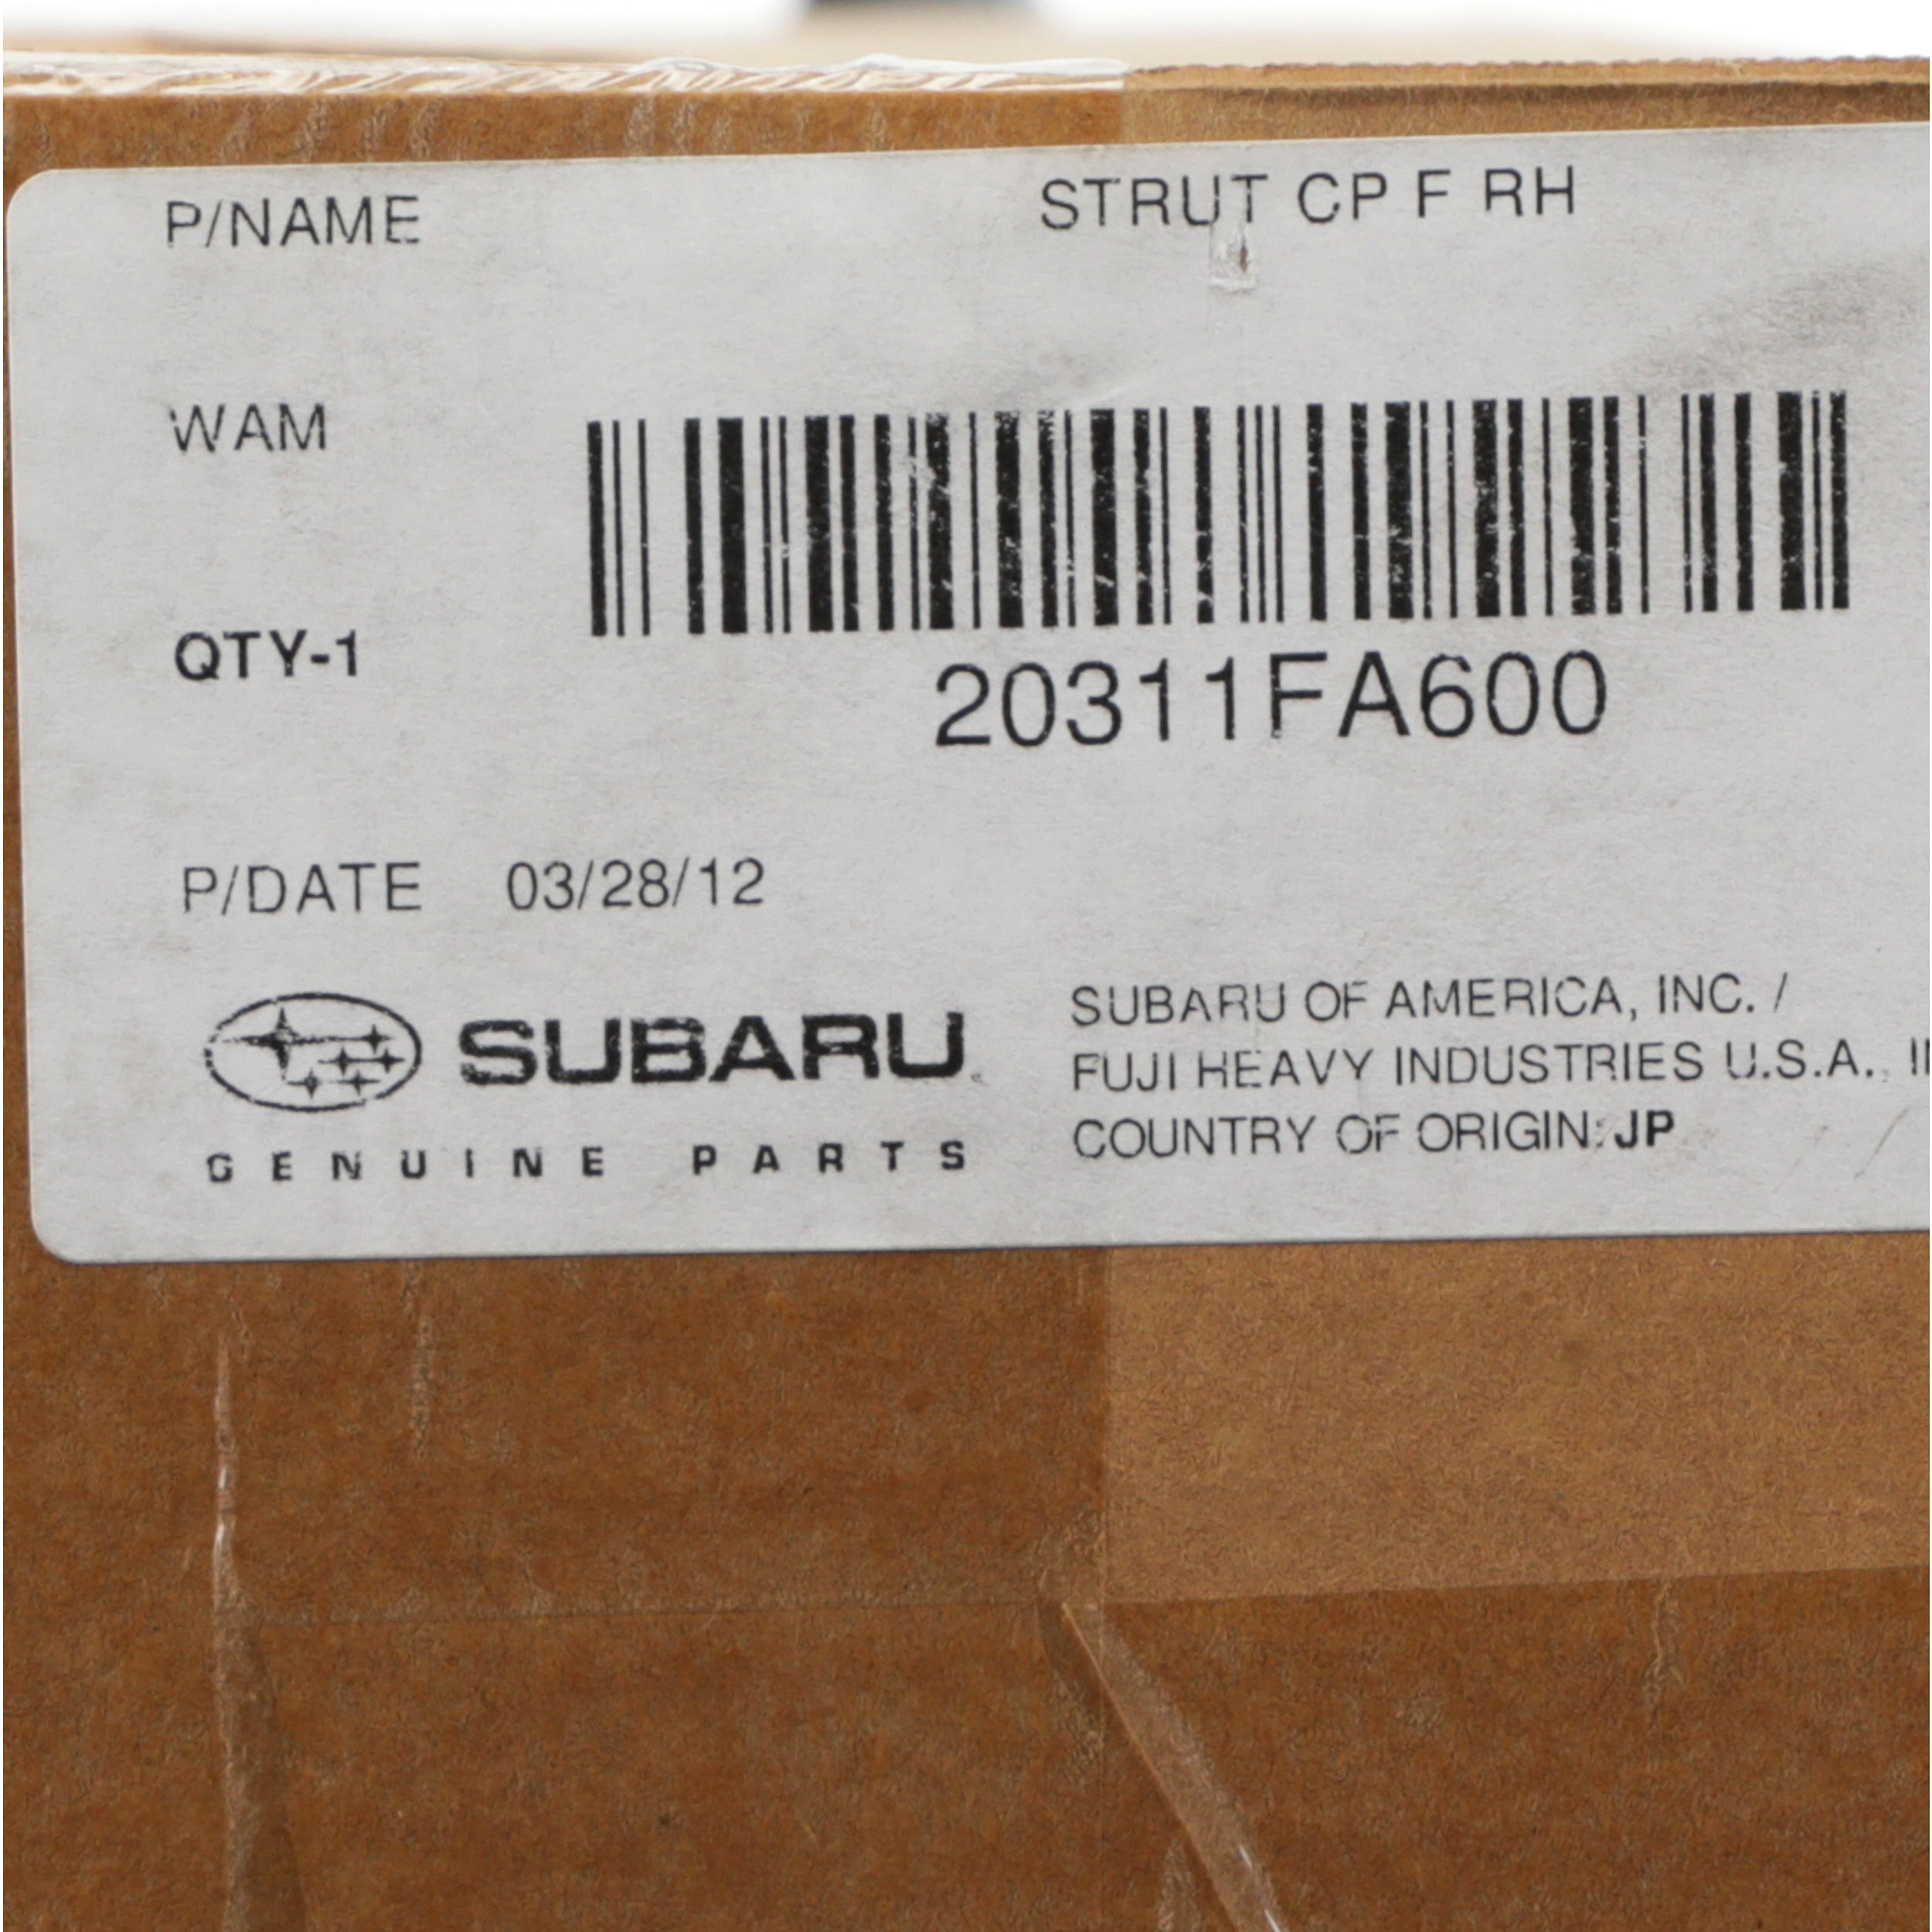 P/NAME STRUT CP F RH
WAM
QTY-1
20311FA600
P/DATE 03/28/12
SUBARU
GENUINE PARTS
SUBARU OF AMERICA, INC. /
FUJI HEAVY INDUSTRIES U.S.A.,
COUNTRY OF ORIGIN: JP